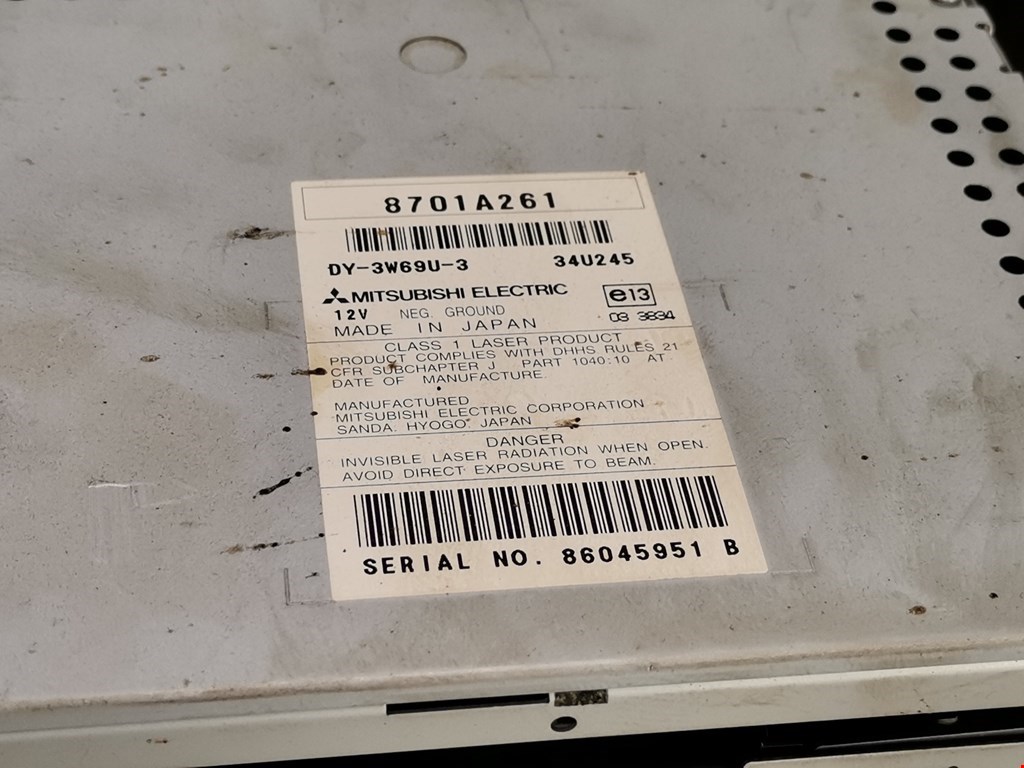 8701A261
DY-3W69U-3 34U245
MITSUBISHI ELECTRIC e13
12V NEG. GROUND 03 3834
MADE IN JAPAN
CLASS 1 LASER PRODUCT
PRODUCT COMPLIES WITH DHHS RULES 21
CFR SUBCHAPTER J PART 1040:10 AT
DATE OF MANUFACTURE.
MANUFACTURED
MITSUBISHI ELECTRIC CORPORATION
SANDA. HYOGO. JAPAN
DANGER
INVISIBLE LASER RADIATION WHEN OPEN.
AVOID DIRECT EXPOSURE TO BEAM.
SERIAL NO. 86045951 B